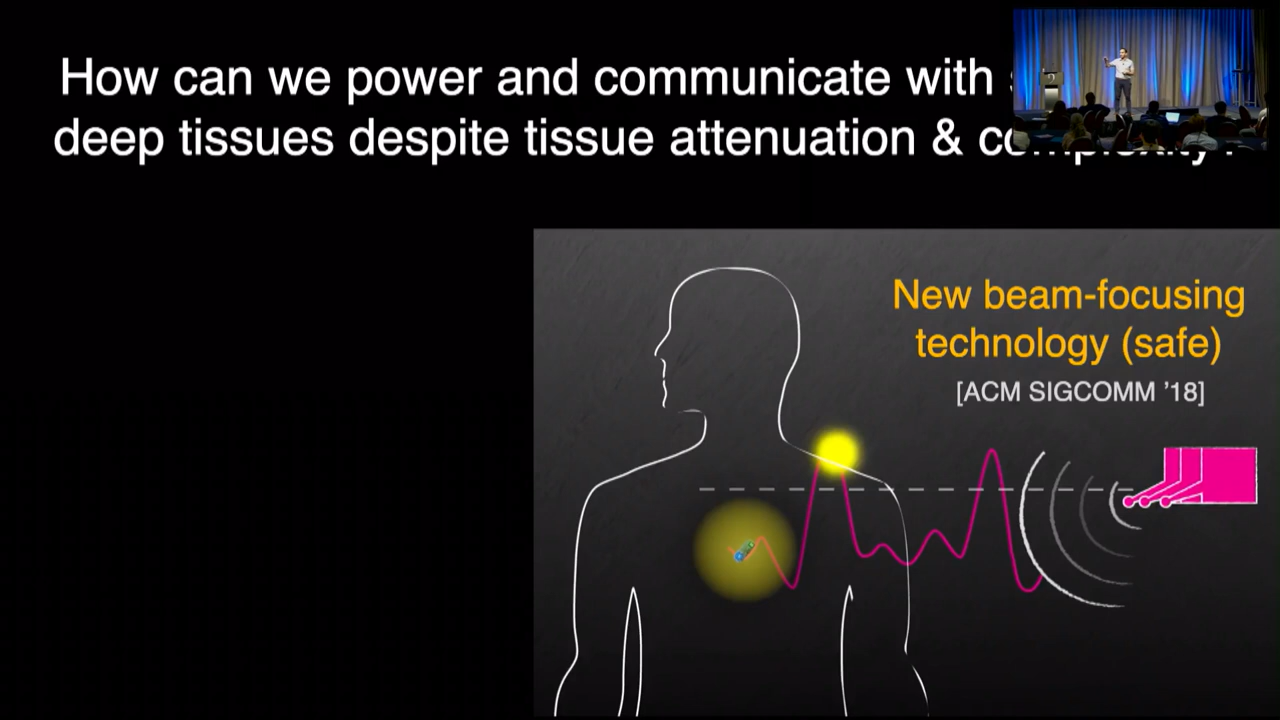 How can we power and communicate with
deep tissues despite tissue attenuation & complexity?
New beam-focusing
technology (safe)
[ACM SIGCOMM '18]